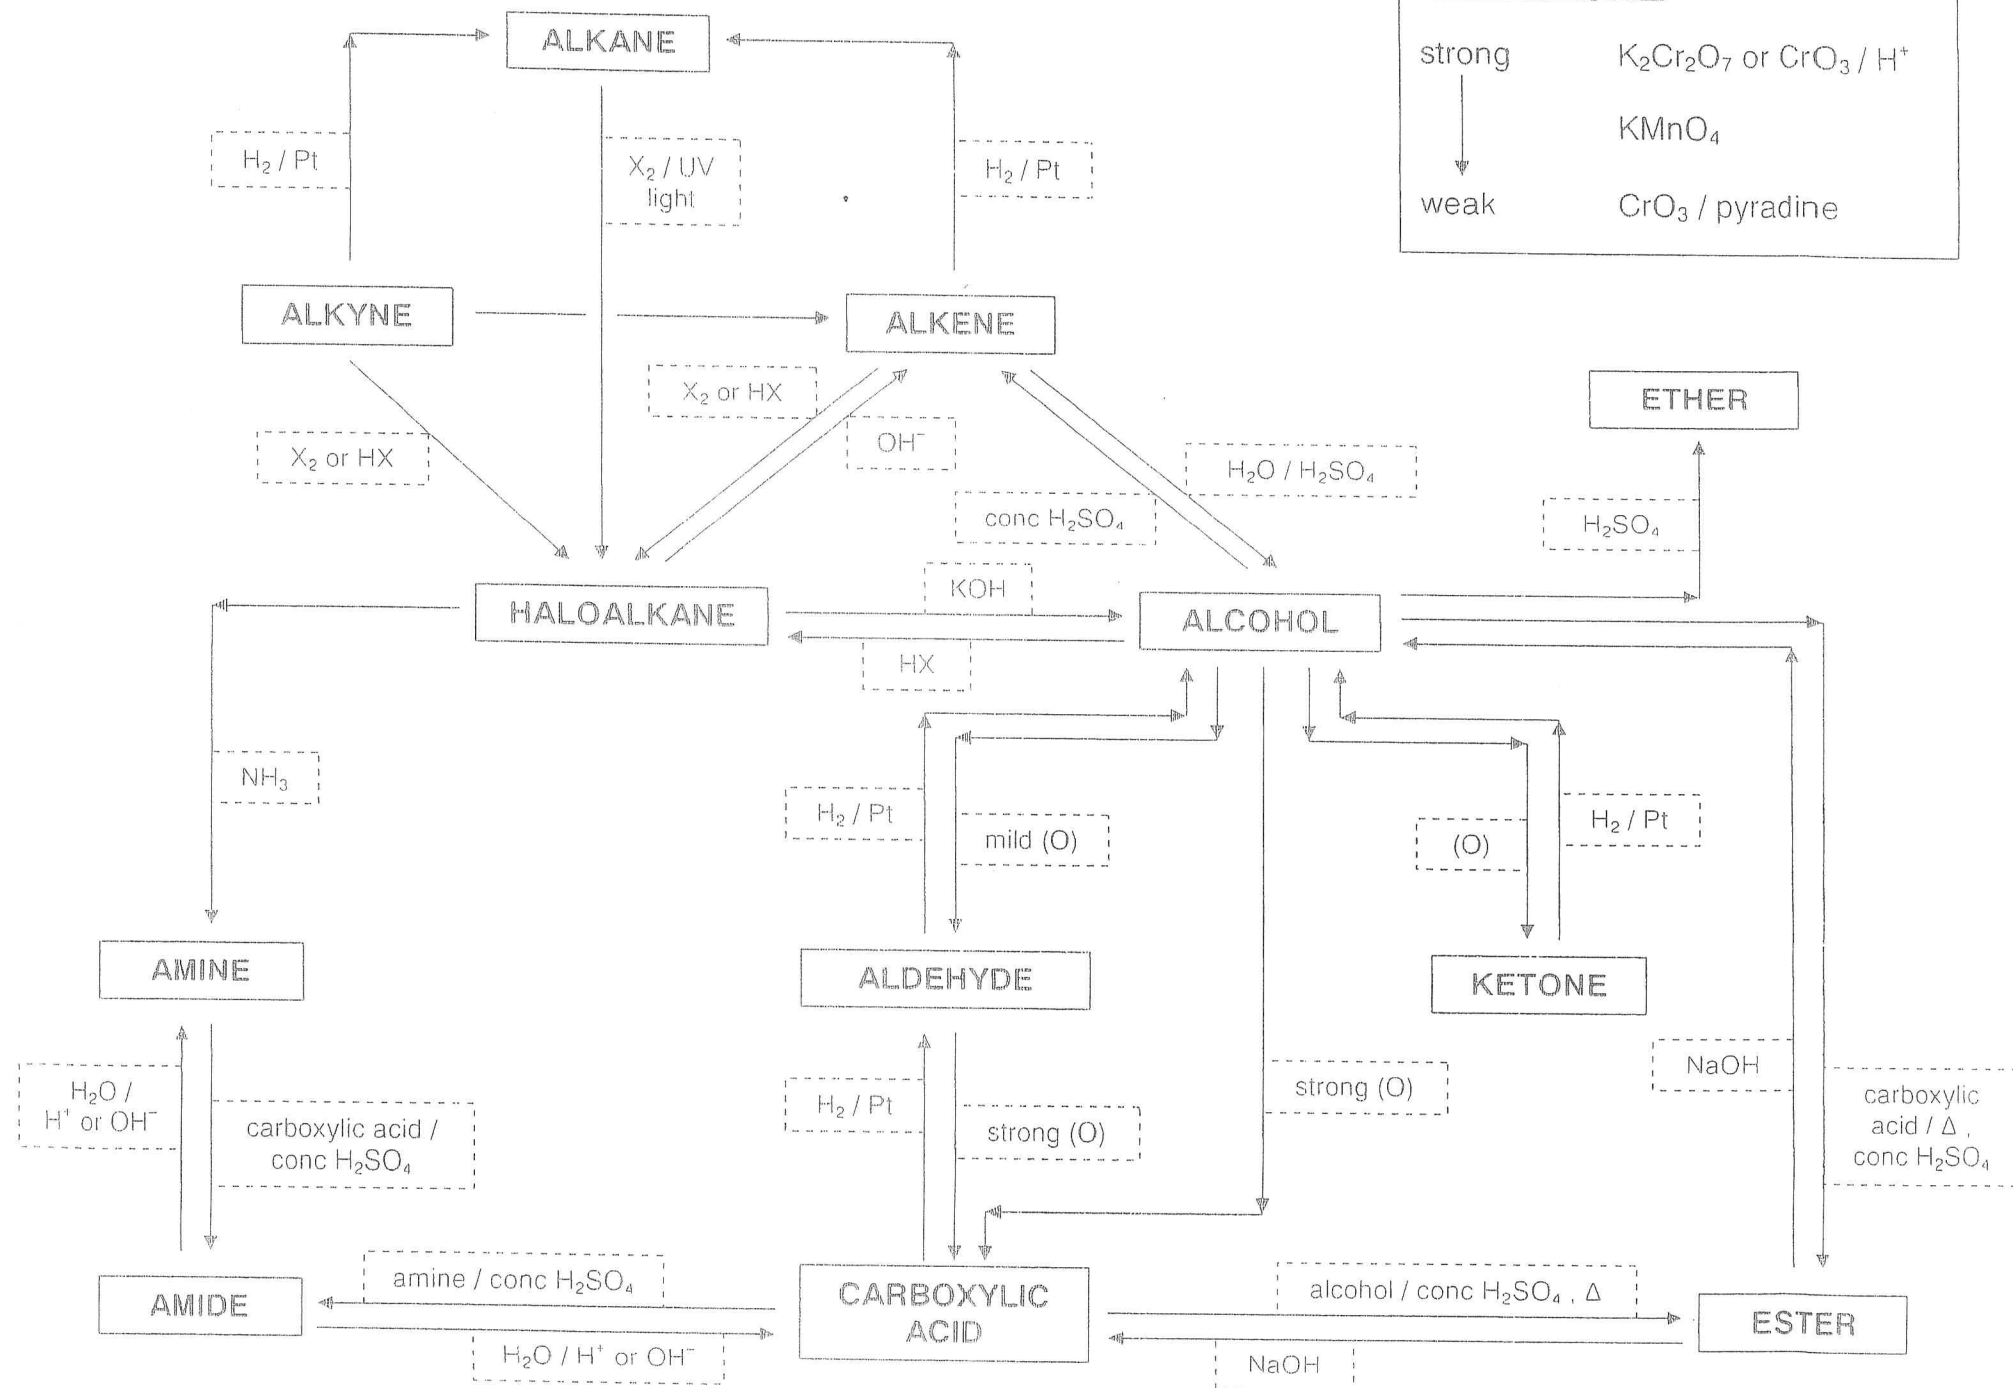 ALKANE
strong K₂Cr₂O₇ or CrO₃ / H⁺
KMnO₄
weak CrO₃ / pyradine
H₂ / Pt
X₂ / UV
light
H₂ / Pt
ALKYNE
ALKENE
X₂ or HX
ETHER
X₂ or HX
OH⁻
H₂O / H₂SO₄
conc H₂SO₄
H₂SO₄
KOH
HALOALKANE
ALCOHOL
HX
NH₃
H₂ / Pt
mild (O)
(O)
H₂ / Pt
AMINE
ALDEHYDE
KETONE
H₂O /
H⁺ or OH⁻
carboxylic acid /
conc H₂SO₄
H₂ / Pt
strong (O)
strong (O)
NaOH
carboxylic
acid / Δ ,
conc H₂SO₄
amine / conc H₂SO₄
alcohol / conc H₂SO₄ , Δ
AMIDE
CARBOXYLIC
ACID
ESTER
H₂O / H⁺ or OH⁻
NaOH